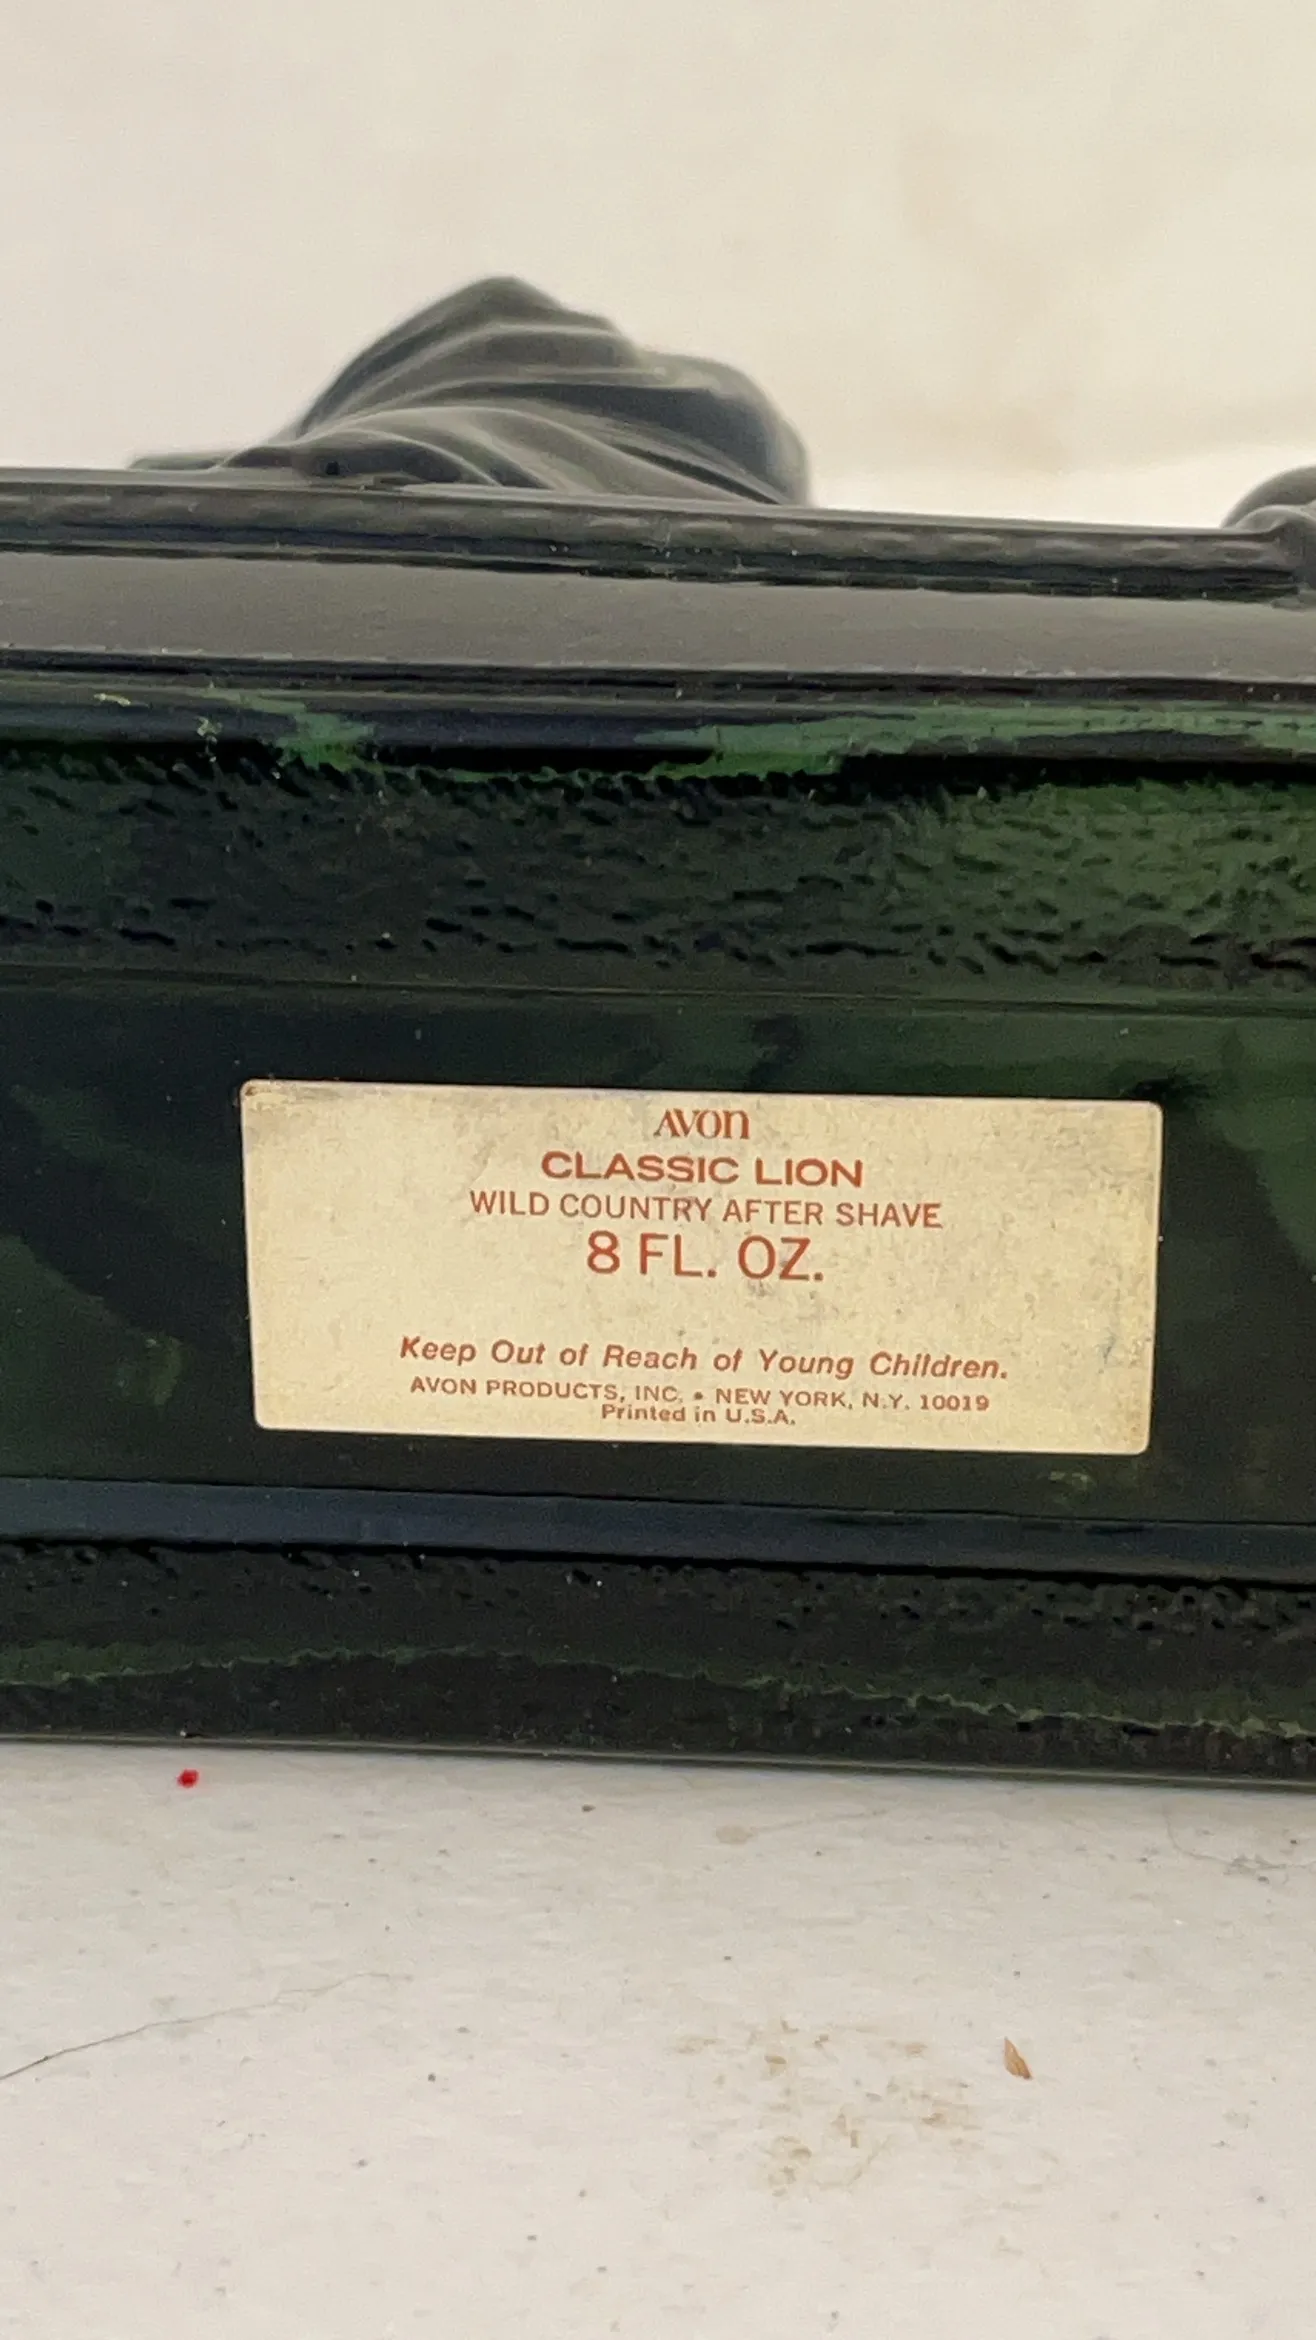 AVON
CLASSIC LION
WILD COUNTRY AFTER SHAVE
8 FL. OZ.
Keep Out of Reach of Young Children.
AVON PRODUCTS, INC. • NEW YORK, N.Y. 10019
Printed in U.S.A.